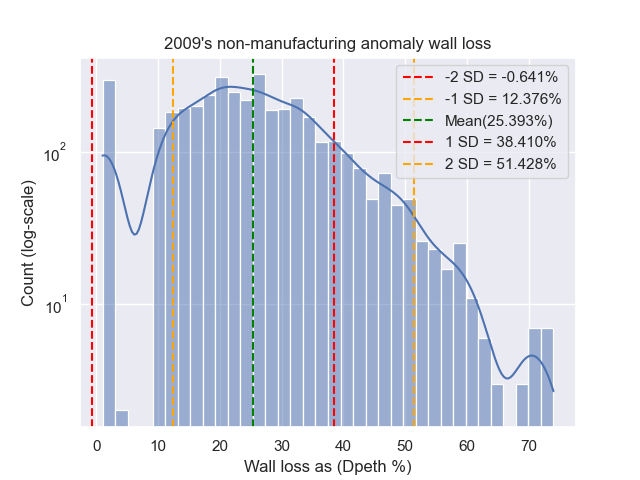 2009's non-manufacturing anomaly wall loss
-2 SD = -0.641%
-1 SD = 12.376%
Mean(25.393%)
1 SD = 38.410%
2 SD = 51.428%
Count (log-scale)
10²
10¹
0 10 20 30 40 50 60 70
Wall loss as (Dpeth %)